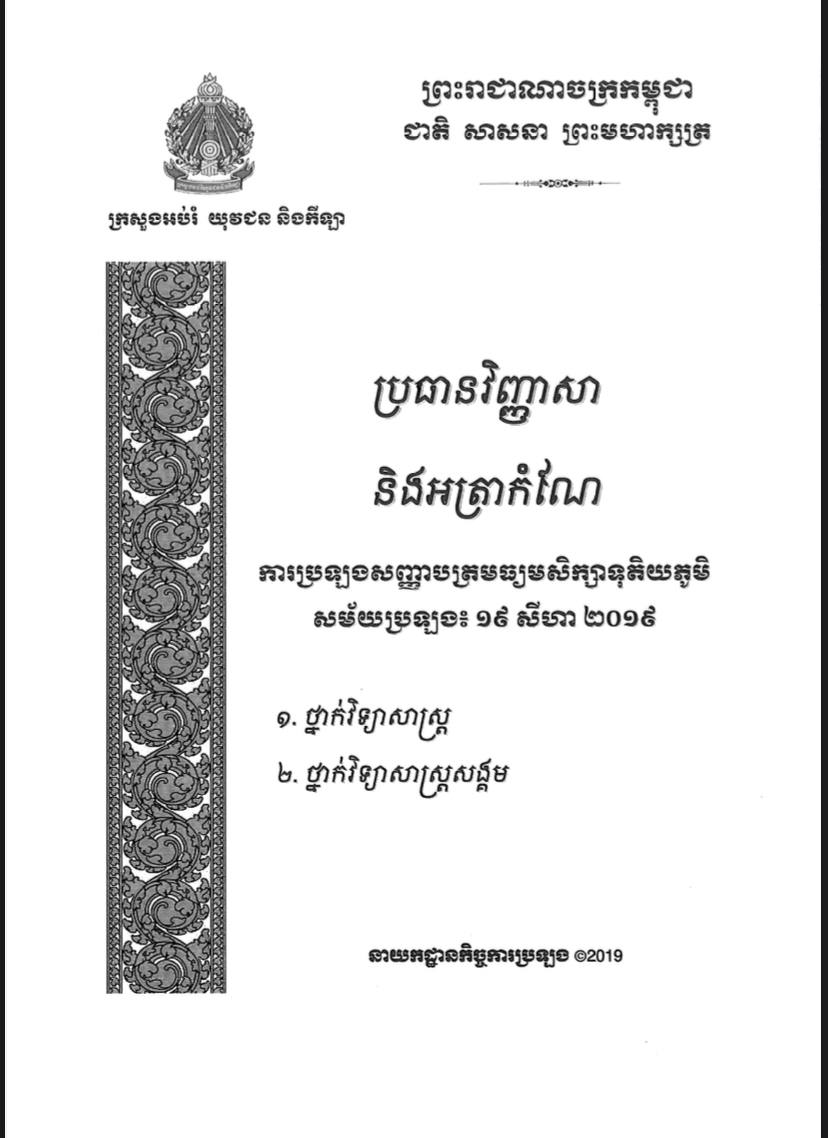 ព្រះរាជាណាចក្រកម្ពុជា
ជាតិ សាសនា ព្រះមហាក្សត្រ
ក្រសួងអប់រំ យុវជន និងកីឡា
ប្រធានវិញ្ញាសា
និងអត្រាកំណែ
ការប្រឡងសញ្ញាបត្រមធ្យមសិក្សាទុតិយភូមិ
សម័យប្រឡង៖ ១៩ សីហា ២០១៩
១. ថ្នាក់វិទ្យាសាស្ត្រ
២. ថ្នាក់វិទ្យាសាស្ត្រសង្គម
នាយកដ្ឋានកិច្ចការប្រឡង ©2019